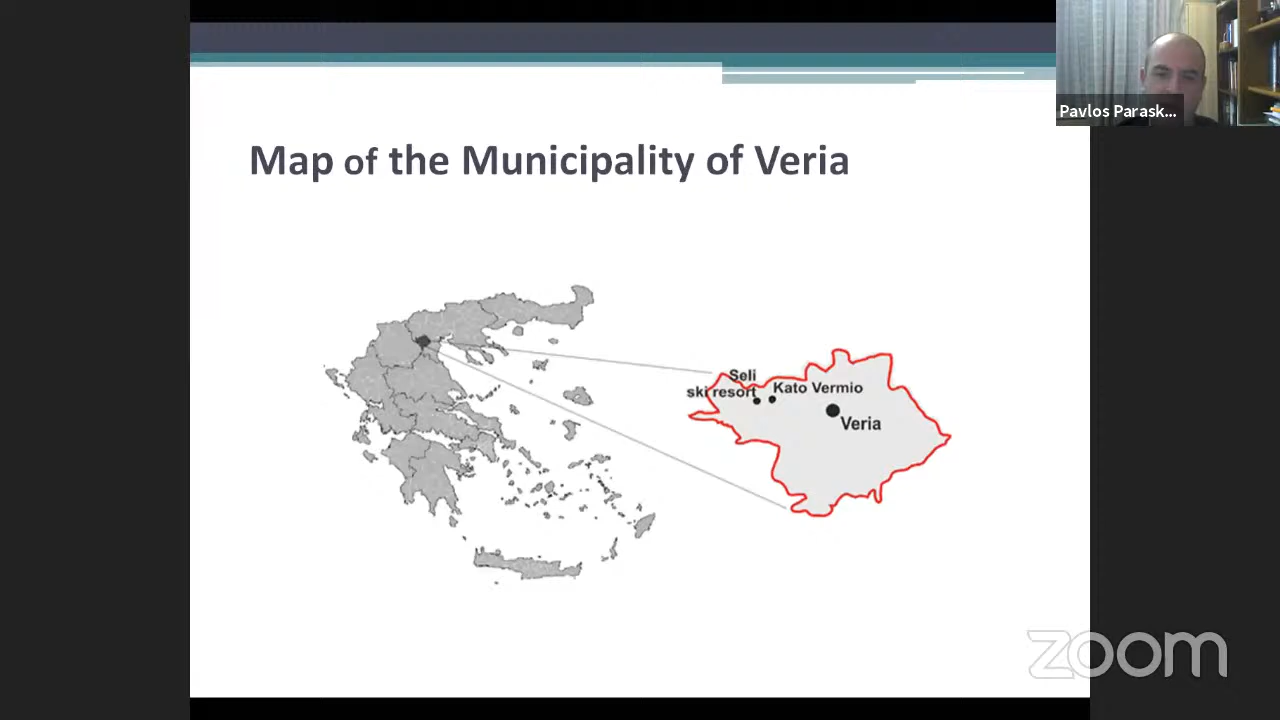 Pavlos Parask...
Map of the Municipality of Veria
Seli
ski resort
Kato Vermio
Veria
zoom